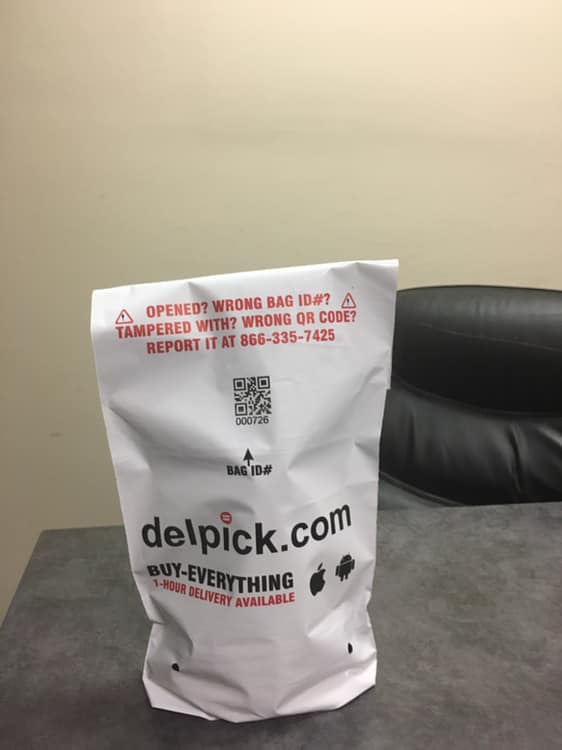 OPENED? WRONG BAG ID#?
TAMPERED WITH? WRONG QR CODE?
REPORT IT AT 866-335-7425
000726
BAG ID#
delpick.com
BUY-EVERYTHING
1-HOUR DELIVERY AVAILABLE